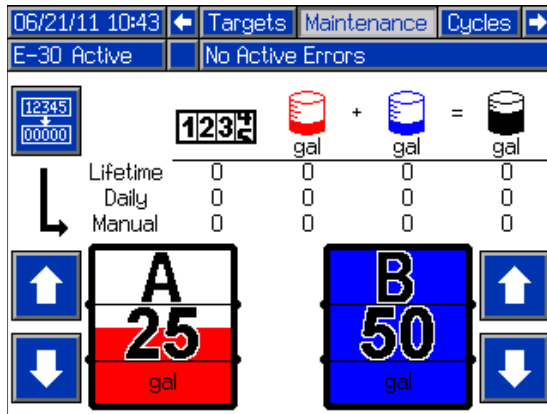 06/21/11 10:43 Targets Maintenance Cycles
E-30 Active No Active Errors
12345
00000
123
+ =
gal gal gal
Lifetime 0 0 0 0
Daily 0 0 0 0
Manual 0 0 0 0
A B
25 50
gal gal